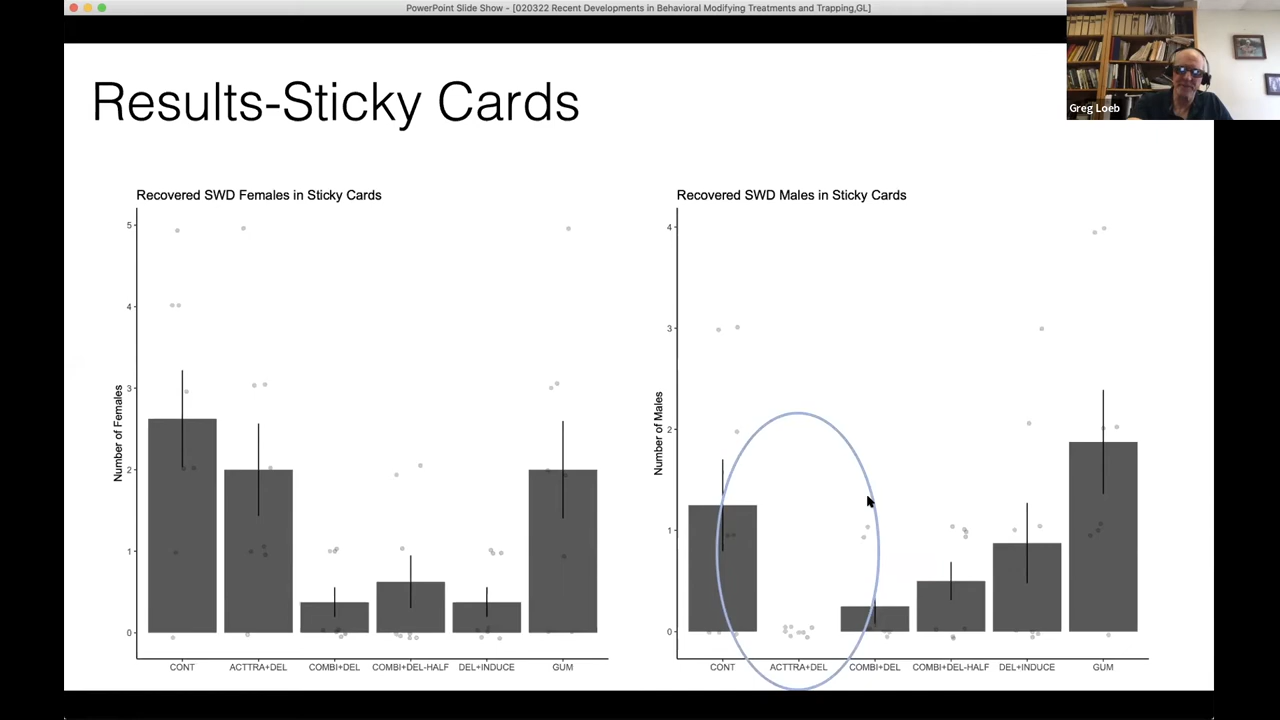 PowerPoint Slide Show - [020322 Recent Developments in Behavioral Modifying Treatments and Trapping,GL]
Greg Loeb
Results-Sticky Cards
Recovered SWD Females in Sticky Cards
Number of Females
5
4
3
2
1
0
CONT ACTTRA+DEL COMBI+DEL COMBI+DEL-HALF DEL+INDUCE GUM
Recovered SWD Males in Sticky Cards
Number of Males
4
3
2
1
0
CONT ACTTRA+DEL COMBI+DEL COMBI+DEL-HALF DEL+INDUCE GUM